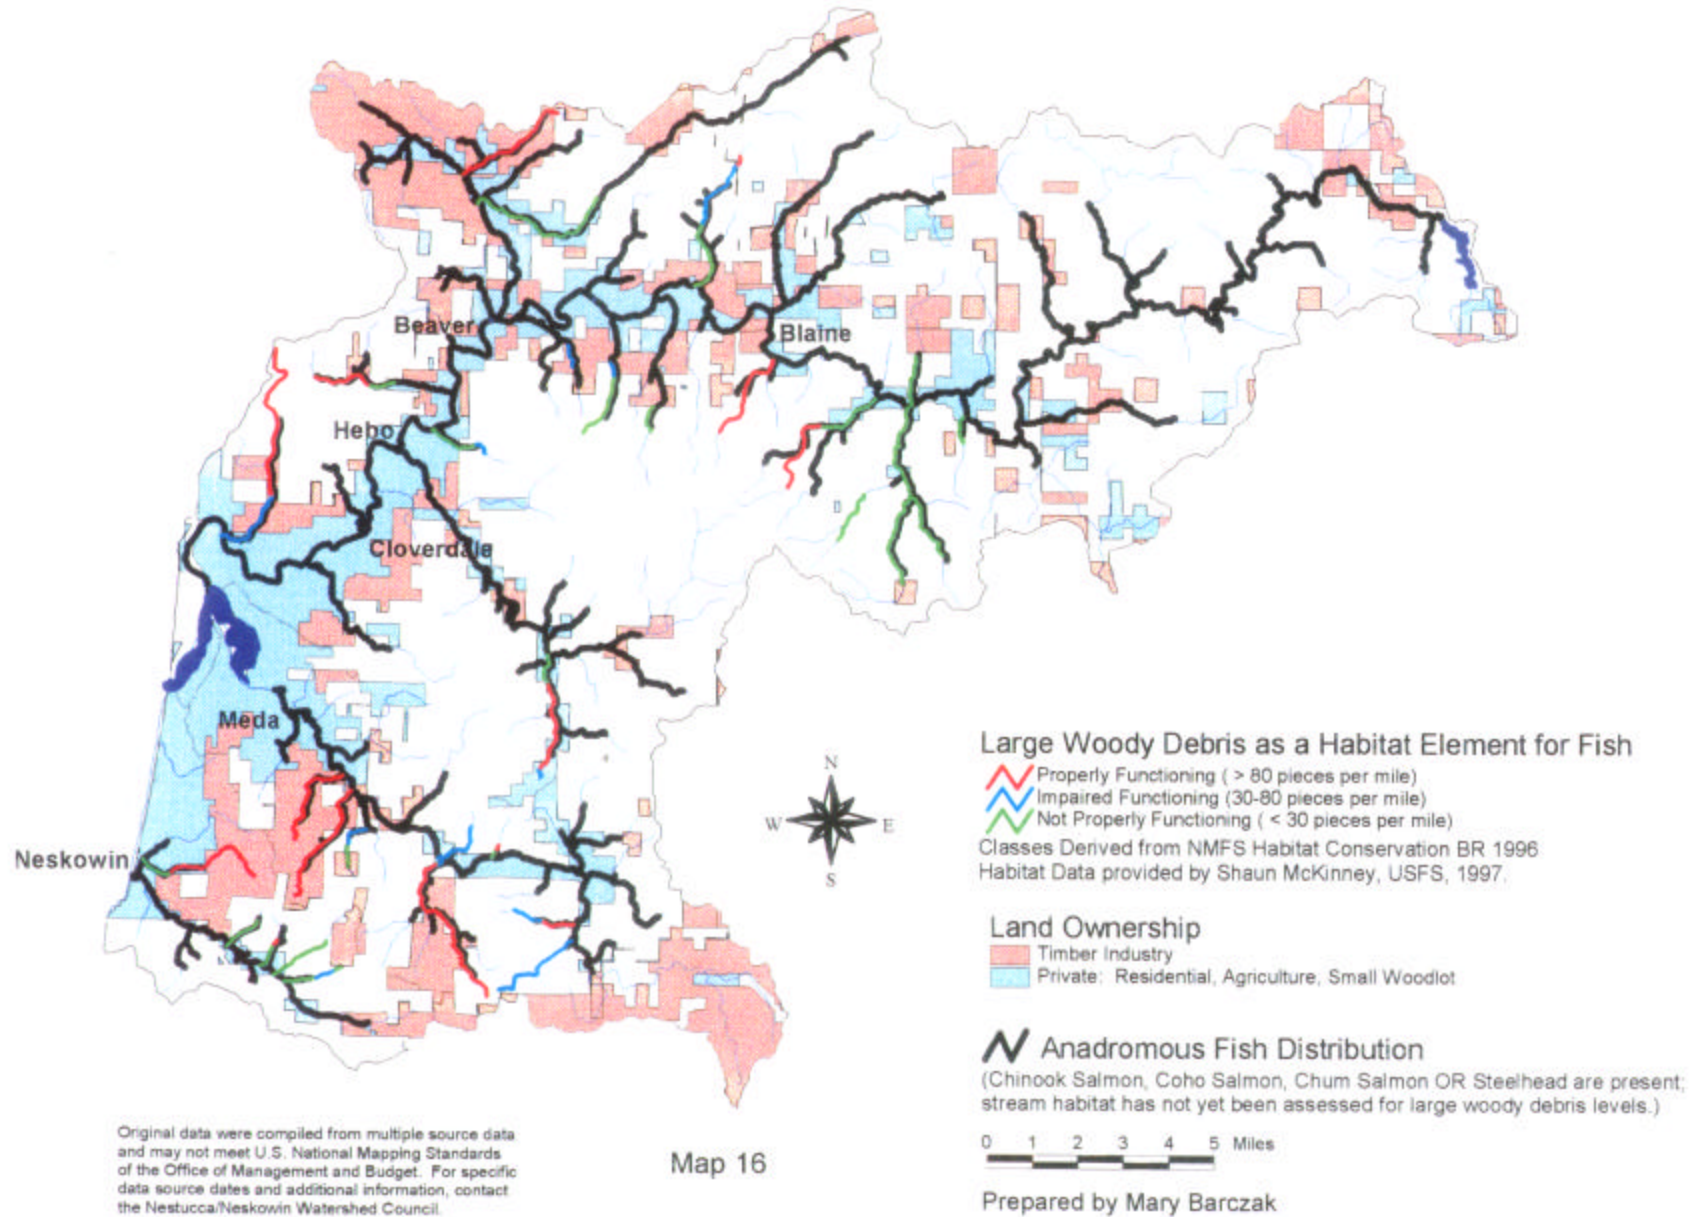 Beaver
Blaine
Hebo
Cloverdale
Meda
Neskowin
N
W
E
S
Large Woody Debris as a Habitat Element for Fish
Properly Functioning ( > 80 pieces per mile)
Impaired Functioning (30-80 pieces per mile)
Not Properly Functioning ( < 30 pieces per mile)
Classes Derived from NMFS Habitat Conservation BR 1996
Habitat Data provided by Shaun McKinney, USFS, 1997.
Land Ownership
Timber Industry
Private: Residential, Agriculture, Small Woodlot
Anadromous Fish Distribution
(Chinook Salmon, Coho Salmon, Chum Salmon OR Steelhead are present;
stream habitat has not yet been assessed for large woody debris levels.)
0 1 2 3 4 5 Miles
Prepared by Mary Barczak
Map 16
Original data were compiled from multiple source data
and may not meet U.S. National Mapping Standards
of the Office of Management and Budget. For specific
data source dates and additional information, contact
the Nestucca/Neskowin Watershed Council.